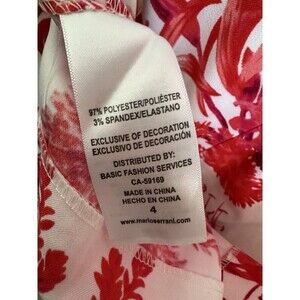 97% POLYESTER/POLIÉSTER
3% SPANDEX/ELASTANO
EXCLUSIVE OF DECORATION
EXCLUSIVO DE DECORACIÓN
DISTRIBUTED BY:
BASIC FASHION SERVICES
CA-59169
MADE IN CHINA
HECHO EN CHINA
4
www.marioserrani.com